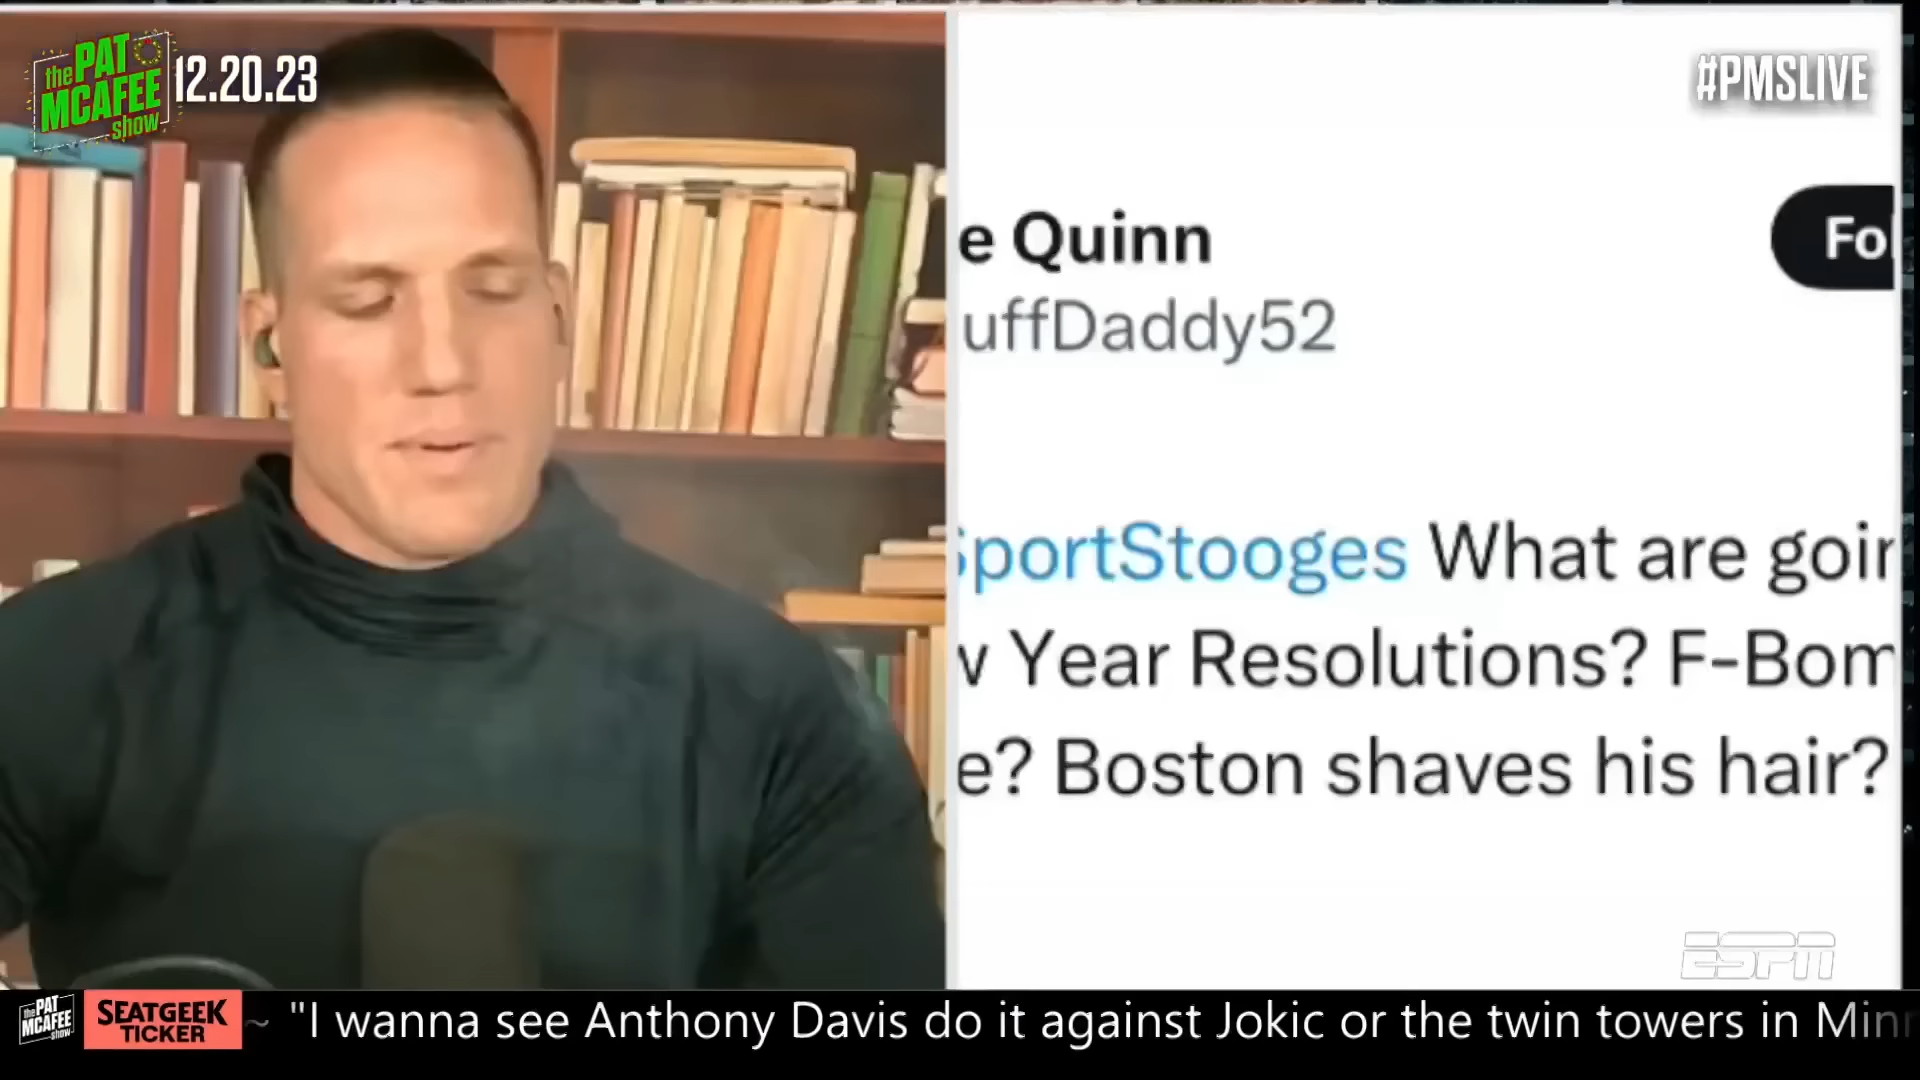 the PAT MCAFEE show
12.20.23
#PMSLIVE
e Quinn
Fol
uffDaddy52
SportStooges What are goin
w Year Resolutions? F-Bom
e? Boston shaves his hair?
ESPN
the PAT MCAFEE show
SEATGEEK TICKER
~ "I wanna see Anthony Davis do it against Jokic or the twin towers in Minn